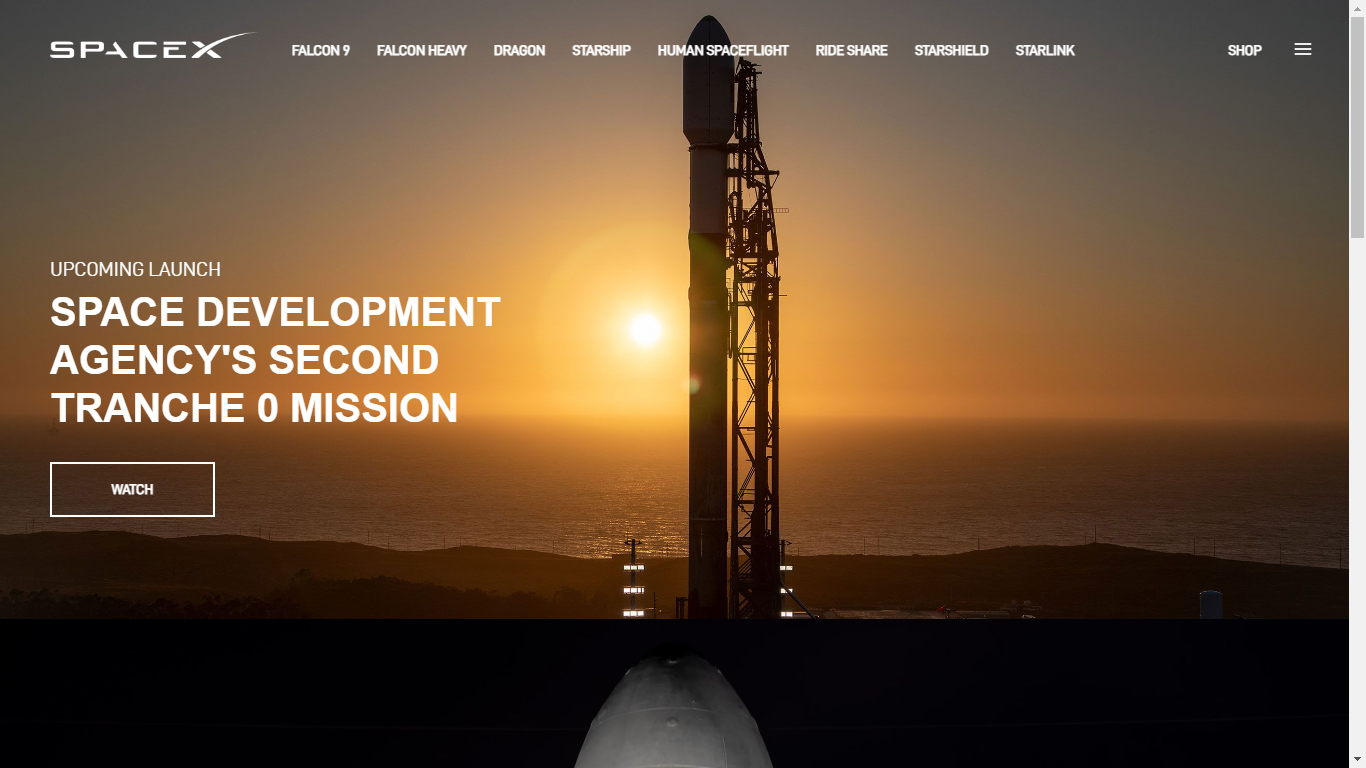 SPACEX
FALCON 9
FALCON HEAVY
DRAGON
STARSHIP
HUMAN SPACEFLIGHT
RIDE SHARE
STARSHIELD
STARLINK
SHOP
UPCOMING LAUNCH
SPACE DEVELOPMENT
AGENCY'S SECOND
TRANCHE 0 MISSION
WATCH